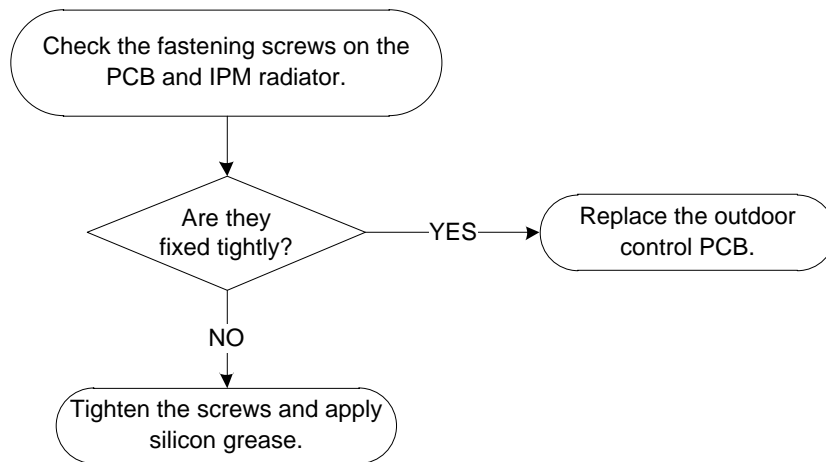 Check the fastening screws on the
PCB and IPM radiator.
Are they
fixed tightly?
YES
Replace the outdoor
control PCB.
NO
Tighten the screws and apply
silicon grease.